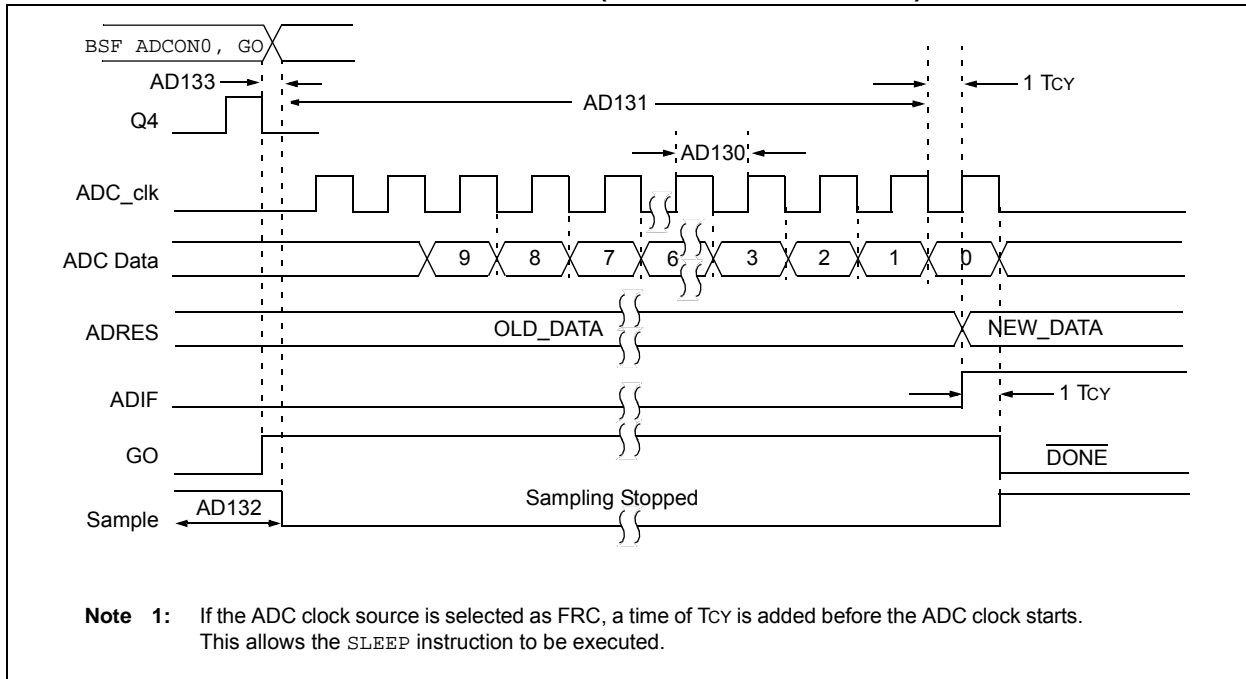 BSF ADCON0, GO
AD133
1 TCY
AD131
Q4
AD130
ADC_clk
ADC Data
9 8 7 6 3 2 1 0
ADRES
OLD_DATA
NEW_DATA
ADIF
1 TCY
GO
DONE
AD132
Sampling Stopped
Sample
Note 1: If the ADC clock source is selected as FRC, a time of TCY is added before the ADC clock starts.
This allows the SLEEP instruction to be executed.